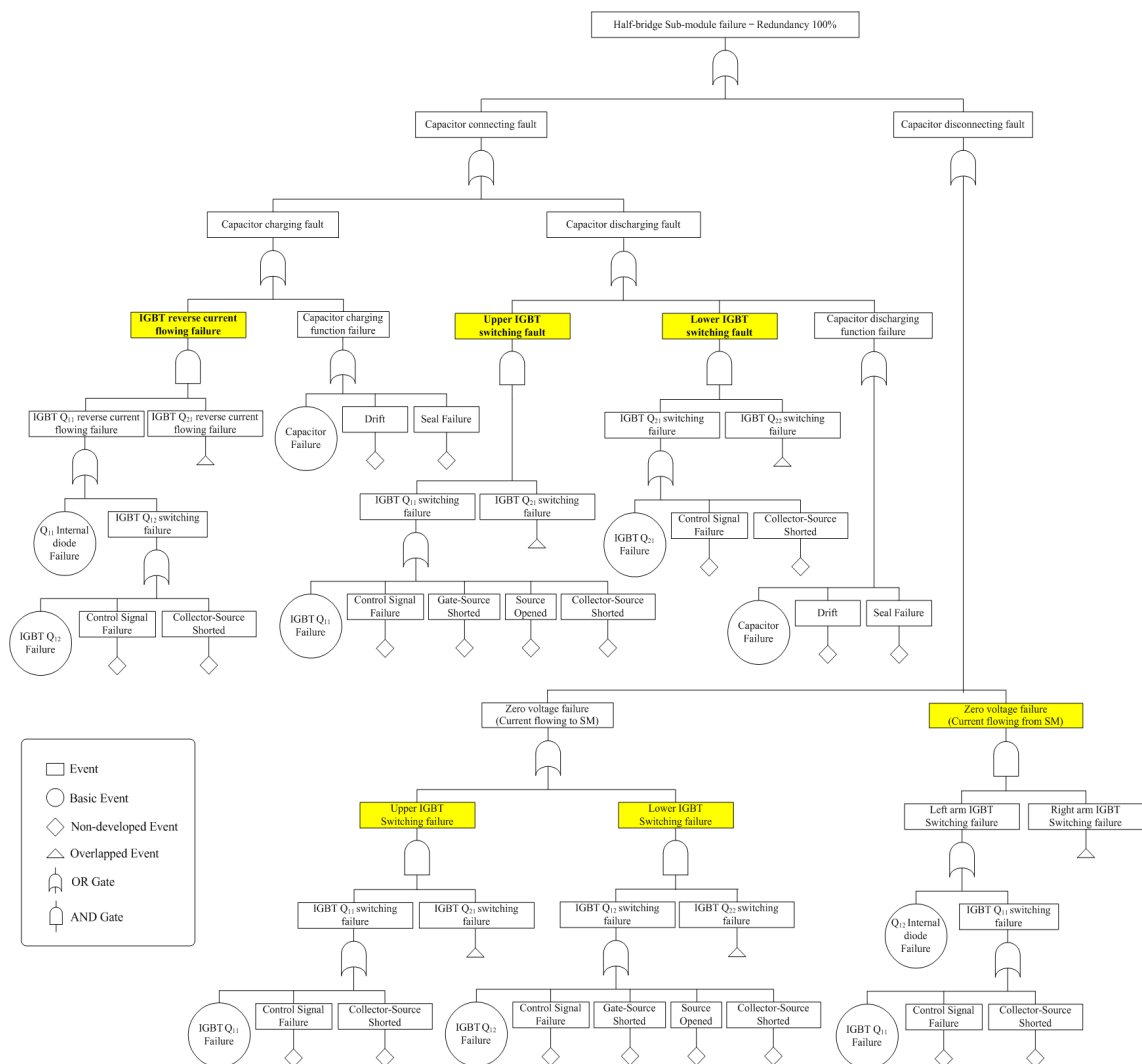 Half-bridge Sub-module failure − Redundancy 100%
Capacitor connecting fault
Capacitor disconnecting fault
Capacitor charging fault
Capacitor discharging fault
IGBT reverse current
flowing failure
Capacitor charging
function failure
Upper IGBT
switching fault
Lower IGBT
switching fault
Capacitor discharging
function failure
IGBT Q₁₁ reverse current
flowing failure
IGBT Q₂₁ reverse current
flowing failure
Capacitor
Failure
Drift
Seal Failure
IGBT Q₂₁ switching
failure
IGBT Q₂₂ switching
failure
IGBT Q₁₁ switching
failure
IGBT Q₂₁ switching
failure
Q₁₁ Internal
diode
Failure
IGBT Q₁₂ switching
failure
IGBT Q₂₁
Failure
Control Signal
Failure
Collector-Source
Shorted
IGBT Q₁₂
Failure
Control Signal
Failure
Collector-Source
Shorted
IGBT Q₁₁
Failure
Control Signal
Failure
Gate-Source
Shorted
Source
Opened
Collector-Source
Shorted
Capacitor
Failure
Drift
Seal Failure
Zero voltage failure
(Current flowing to SM)
Zero voltage failure
(Current flowing from SM)
Event
Basic Event
Non-developed Event
Overlapped Event
OR Gate
AND Gate
Upper IGBT
Switching failure
Lower IGBT
Switching failure
Left arm IGBT
Switching failure
Right arm IGBT
Switching failure
IGBT Q₁₁ switching
failure
IGBT Q₂₁ switching
failure
IGBT Q₁₂ switching
failure
IGBT Q₂₂ switching
failure
Q₁₂ Internal
diode
Failure
IGBT Q₁₁ switching
failure
IGBT Q₁₁
Failure
Control Signal
Failure
Collector-Source
Shorted
IGBT Q₁₂
Failure
Control Signal
Failure
Gate-Source
Shorted
Source
Opened
Collector-Source
Shorted
IGBT Q₁₁
Failure
Control Signal
Failure
Collector-Source
Shorted